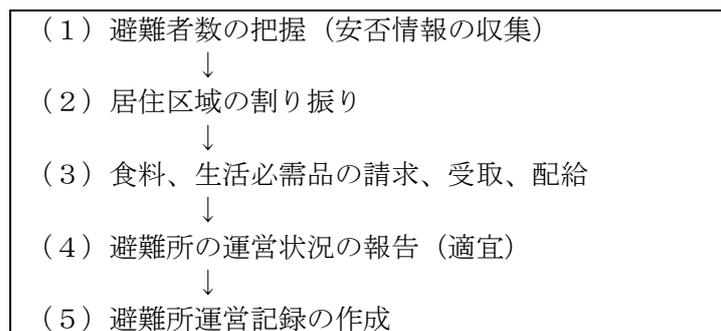 （１）避難者数の把握（安否情報の収集）
↓
（２）居住区域の割り振り
↓
（３）食料、生活必需品の請求、受取、配給
↓
（４）避難所の運営状況の報告（適宜）
↓
（５）避難所運営記録の作成